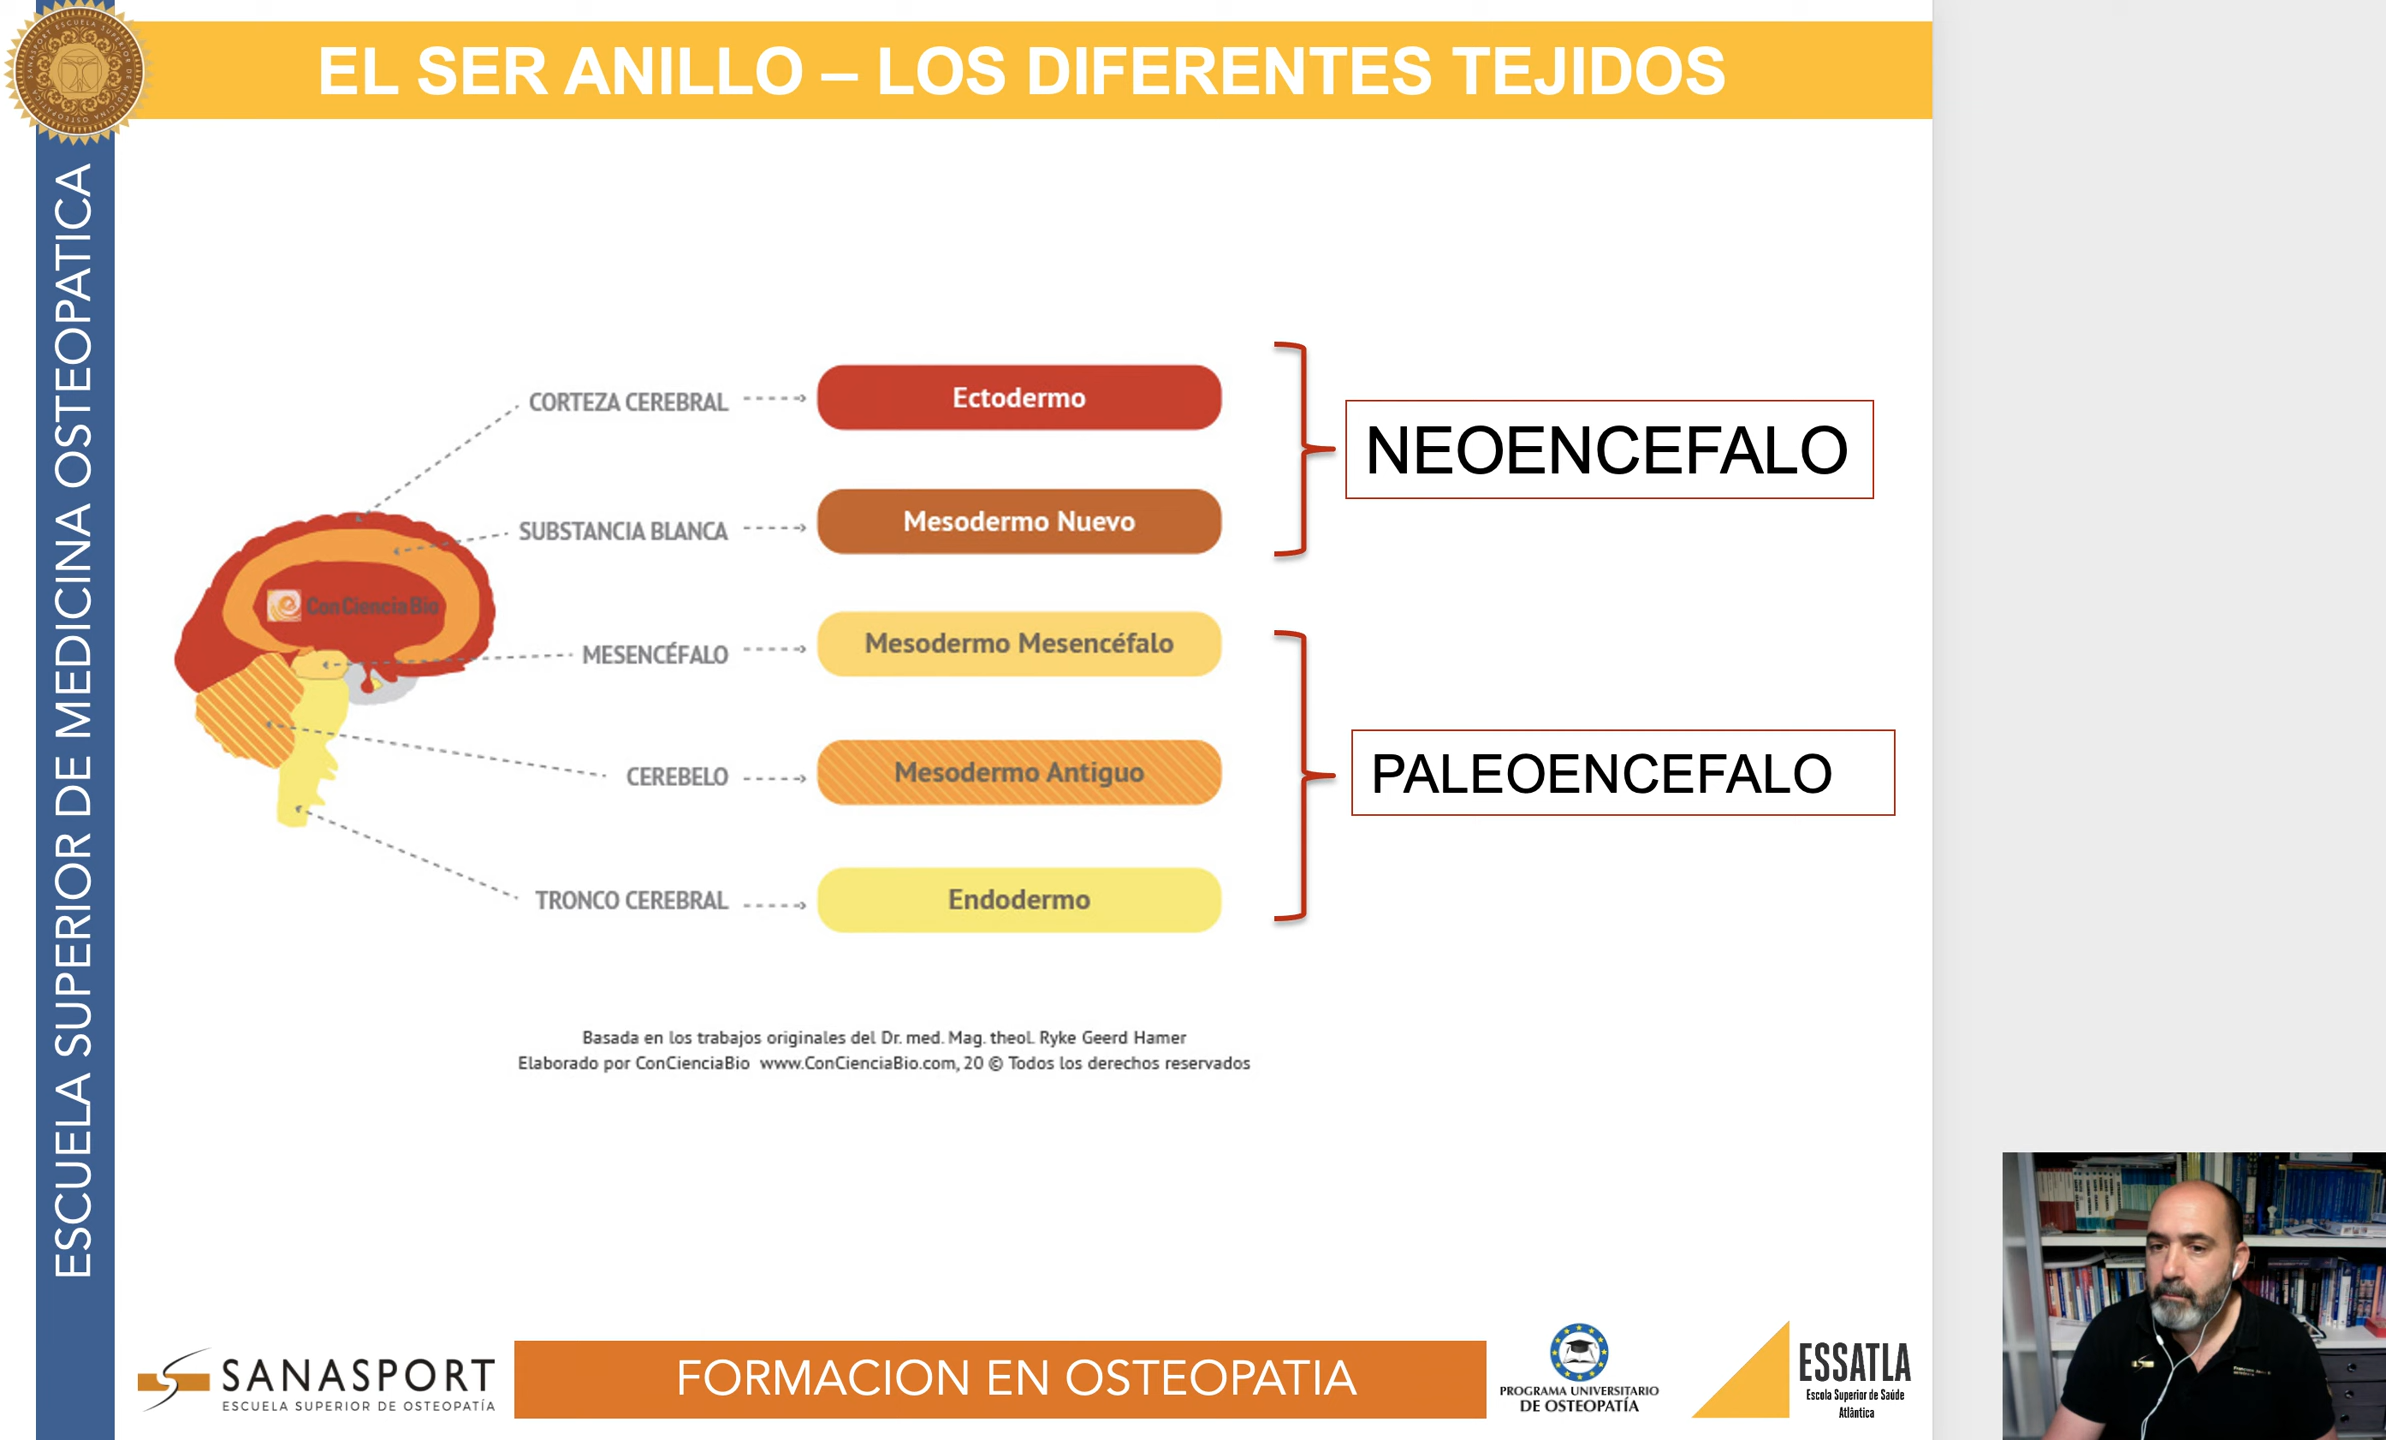 EL SER ANILLO – LOS DIFERENTES TEJIDOS
ESCUELA SUPERIOR DE MEDICINA OSTEOPATICA
CORTEZA CEREBRAL
Ectodermo
SUBSTANCIA BLANCA
Mesodermo Nuevo
NEOENCEFALO
ConCienciaBio
MESENCÉFALO
Mesodermo Mesencéfalo
CEREBELO
Mesodermo Antiguo
PALEOENCEFALO
TRONCO CEREBRAL
Endodermo
Basada en los trabajos originales del Dr. med. Mag. theol. Ryke Geerd Hamer
Elaborado por ConCienciaBio www.ConCienciaBio.com, 20 © Todos los derechos reservados
SANASPORT
ESCUELA SUPERIOR DE OSTEOPATÍA
FORMACION EN OSTEOPATIA
PROGRAMA UNIVERSITARIO
DE OSTEOPATÍA
ESSATLA
Escola Superior de Saúde
Atlântica